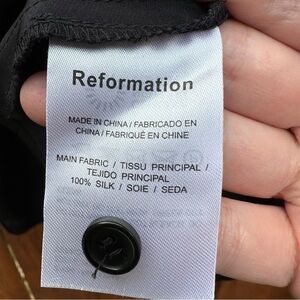 Reformation
MADE IN CHINA / FABRICADO EN
CHINA / FABRIQUÉ EN CHINE
MAIN FABRIC / TISSU PRINCIPAL /
TEJIDO PRINCIPAL
100% SILK / SOIE / SEDA